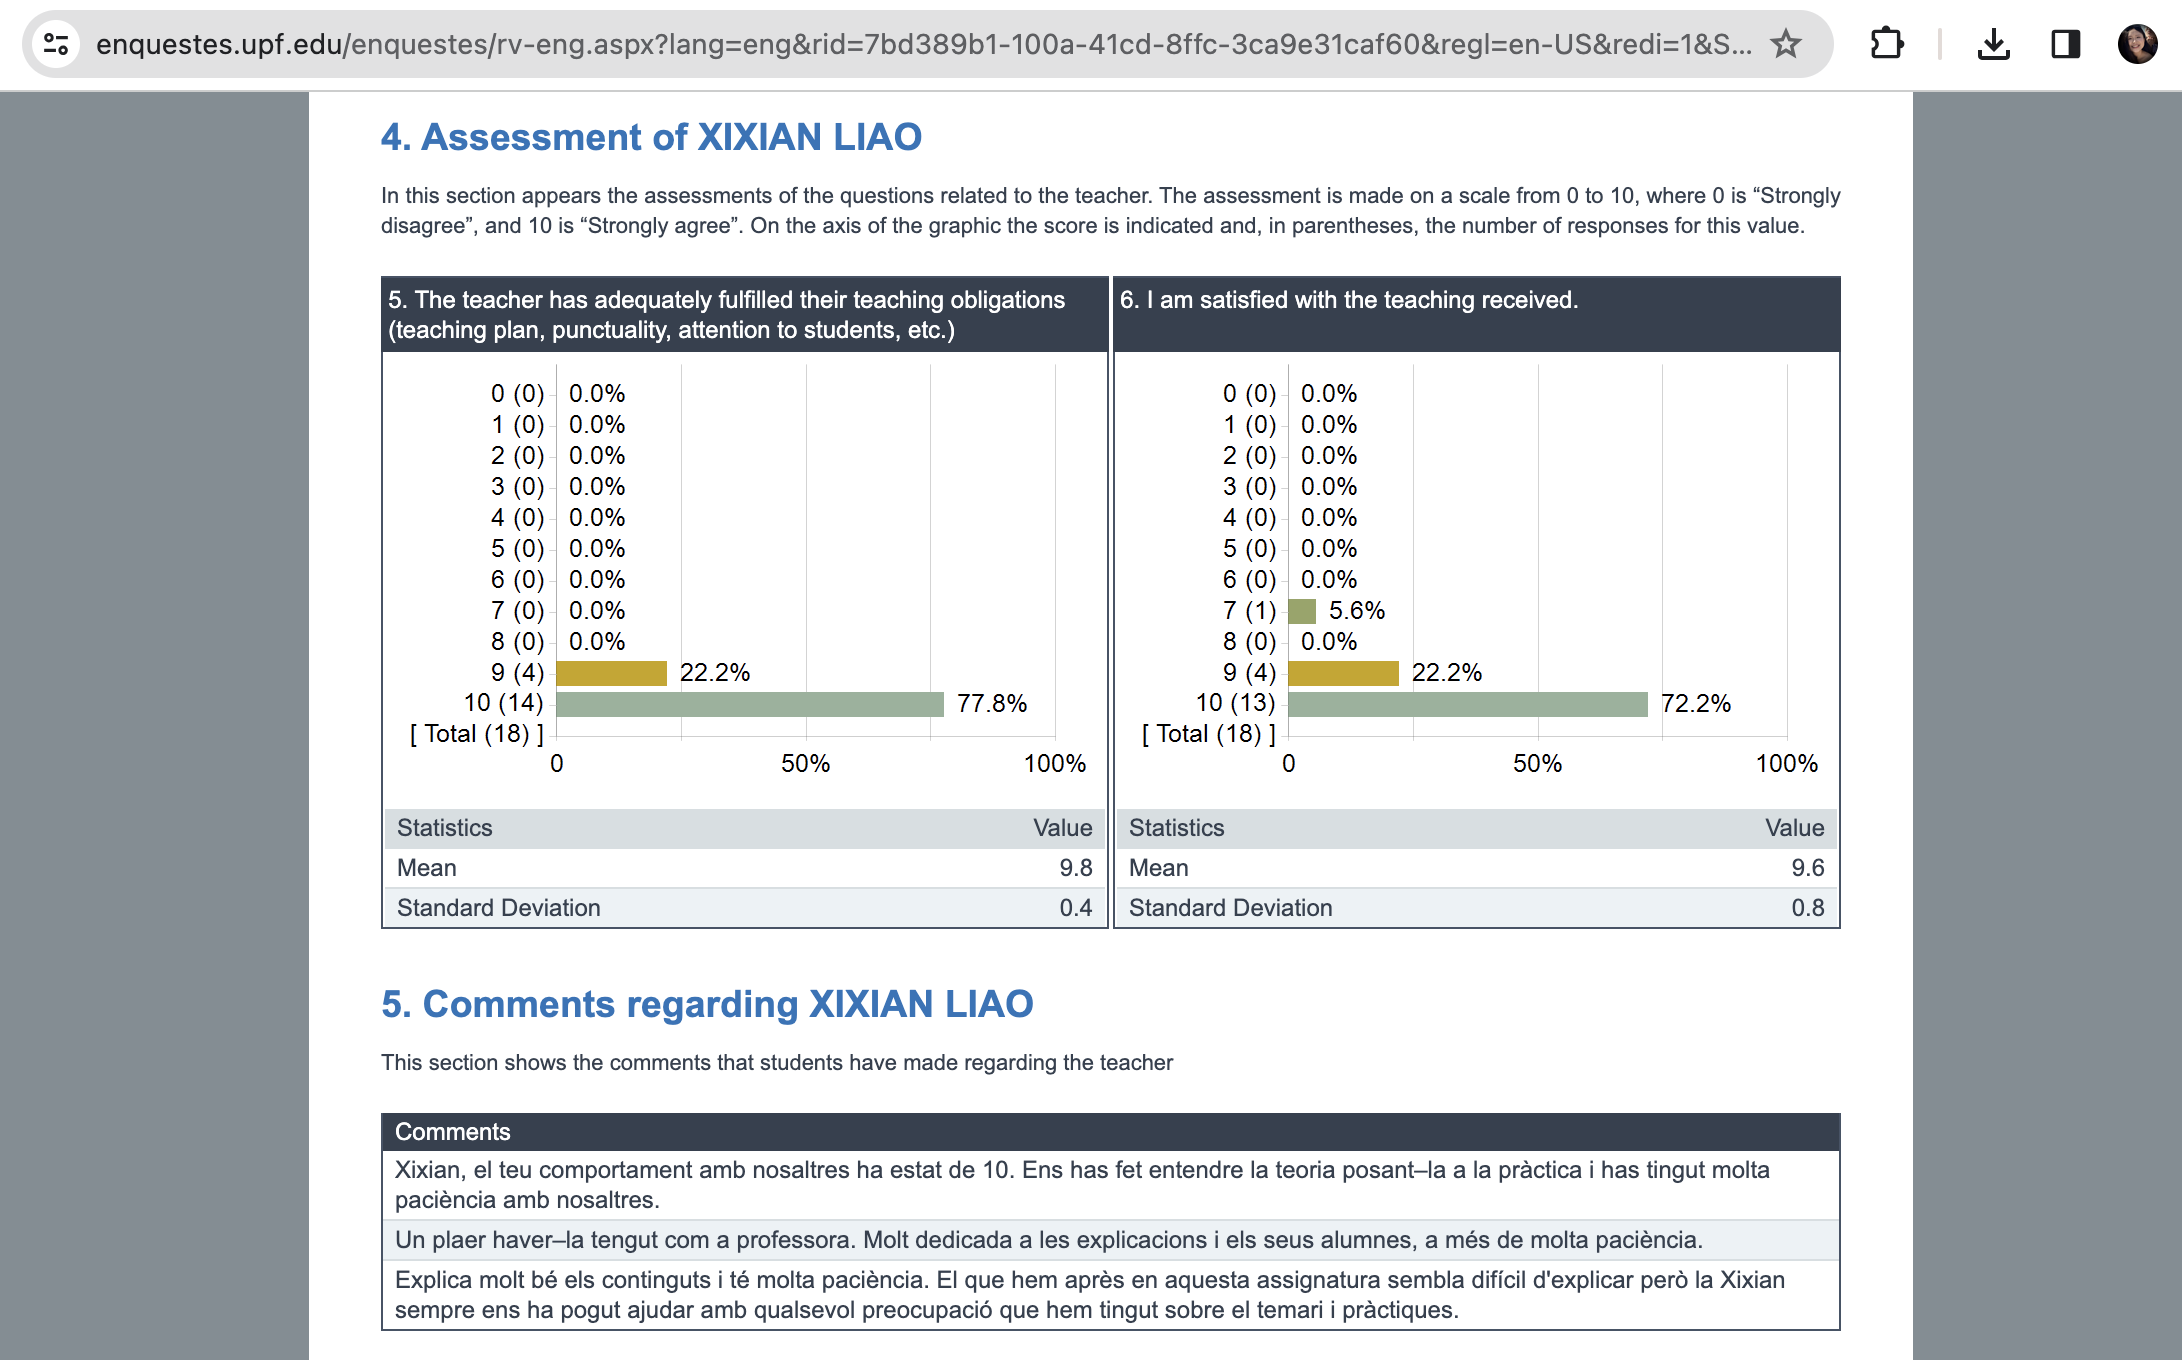 enquestes.upf.edu/enquestes/rv-eng.aspx?lang=eng&rid=7bd389b1-100a-41cd-8ffc-3ca9e31caf60&regl=en-US&redi=1&S...
4. Assessment of XIXIAN LIAO
In this section appears the assessments of the questions related to the teacher. The assessment is made on a scale from 0 to 10, where 0 is “Strongly
disagree”, and 10 is “Strongly agree”. On the axis of the graphic the score is indicated and, in parentheses, the number of responses for this value.
5. The teacher has adequately fulfilled their teaching obligations
(teaching plan, punctuality, attention to students, etc.)
0 (0) 0.0%
1 (0) 0.0%
2 (0) 0.0%
3 (0) 0.0%
4 (0) 0.0%
5 (0) 0.0%
6 (0) 0.0%
7 (0) 0.0%
8 (0) 0.0%
9 (4) 22.2%
10 (14) 77.8%
[ Total (18) ]
0 50% 100%
Statistics Value
Mean 9.8
Standard Deviation 0.4
6. I am satisfied with the teaching received.
0 (0) 0.0%
1 (0) 0.0%
2 (0) 0.0%
3 (0) 0.0%
4 (0) 0.0%
5 (0) 0.0%
6 (0) 0.0%
7 (1) 5.6%
8 (0) 0.0%
9 (4) 22.2%
10 (13) 72.2%
[ Total (18) ]
0 50% 100%
Statistics Value
Mean 9.6
Standard Deviation 0.8
5. Comments regarding XIXIAN LIAO
This section shows the comments that students have made regarding the teacher
Comments
Xixian, el teu comportament amb nosaltres ha estat de 10. Ens has fet entendre la teoria posant–la a la pràctica i has tingut molta
paciència amb nosaltres.
Un plaer haver–la tengut com a professora. Molt dedicada a les explicacions i els seus alumnes, a més de molta paciència.
Explica molt bé els continguts i té molta paciència. El que hem après en aquesta assignatura sembla difícil d'explicar però la Xixian
sempre ens ha pogut ajudar amb qualsevol preocupació que hem tingut sobre el temari i pràctiques.